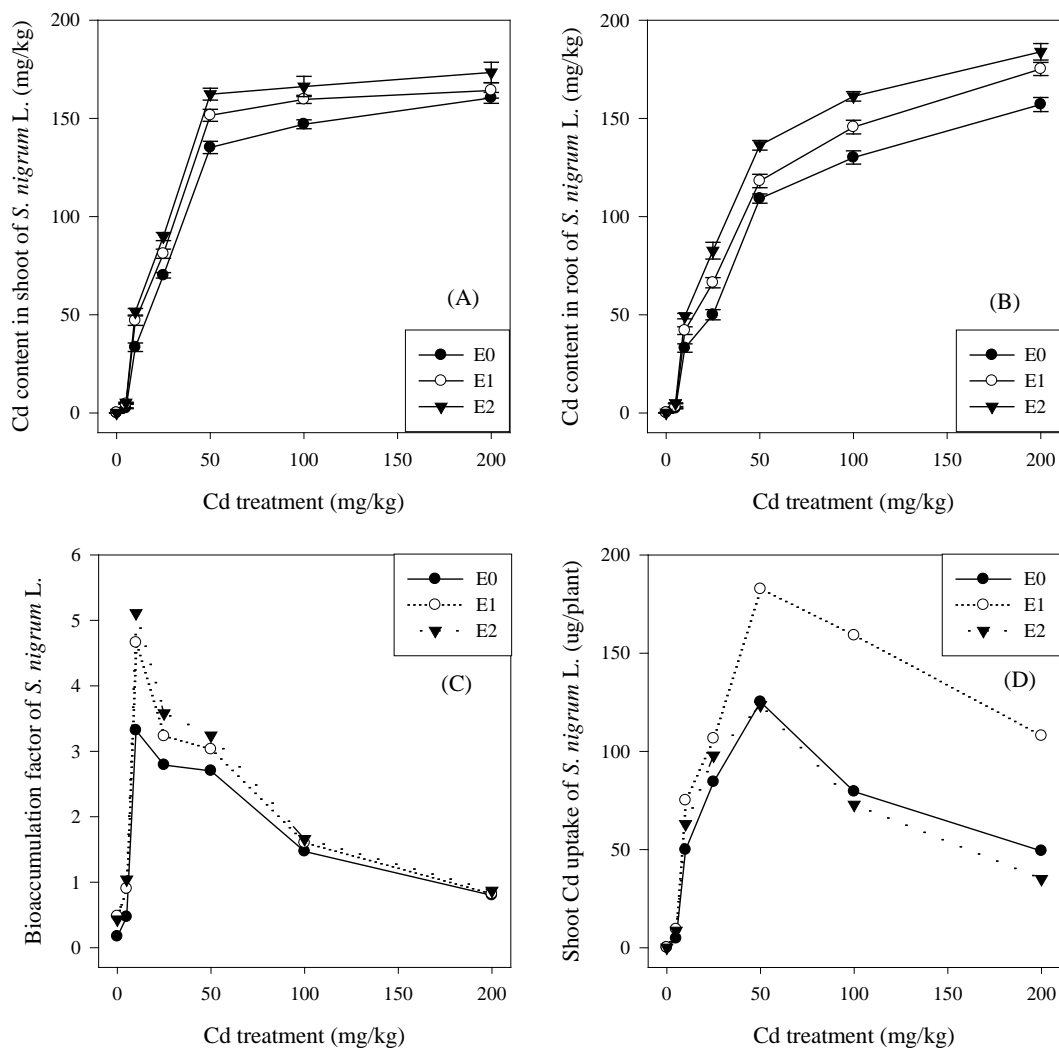 200
150
100
50
0
Cd content in shoot of S. nigrum L. (mg/kg)
(A)
E0
E1
E2
0
50
100
200
Cd treatment (mg/kg)
200
150
100
50
0
Cd content in root of S. nigrum L. (mg/kg)
(B)
E0
E1
E2
0
50
100
200
Cd treatment (mg/kg)
6
5
4
3
2
1
0
Bioaccumulation factor of S. nigrum L.
E0
E1
E2
(C)
0
50
100
200
Cd treatment (mg/kg)
200
150
100
50
0
Shoot Cd uptake of S. nigrum L. (ug/plant)
E0
E1
E2
(D)
0
50
100
200
Cd treatment (mg/kg)